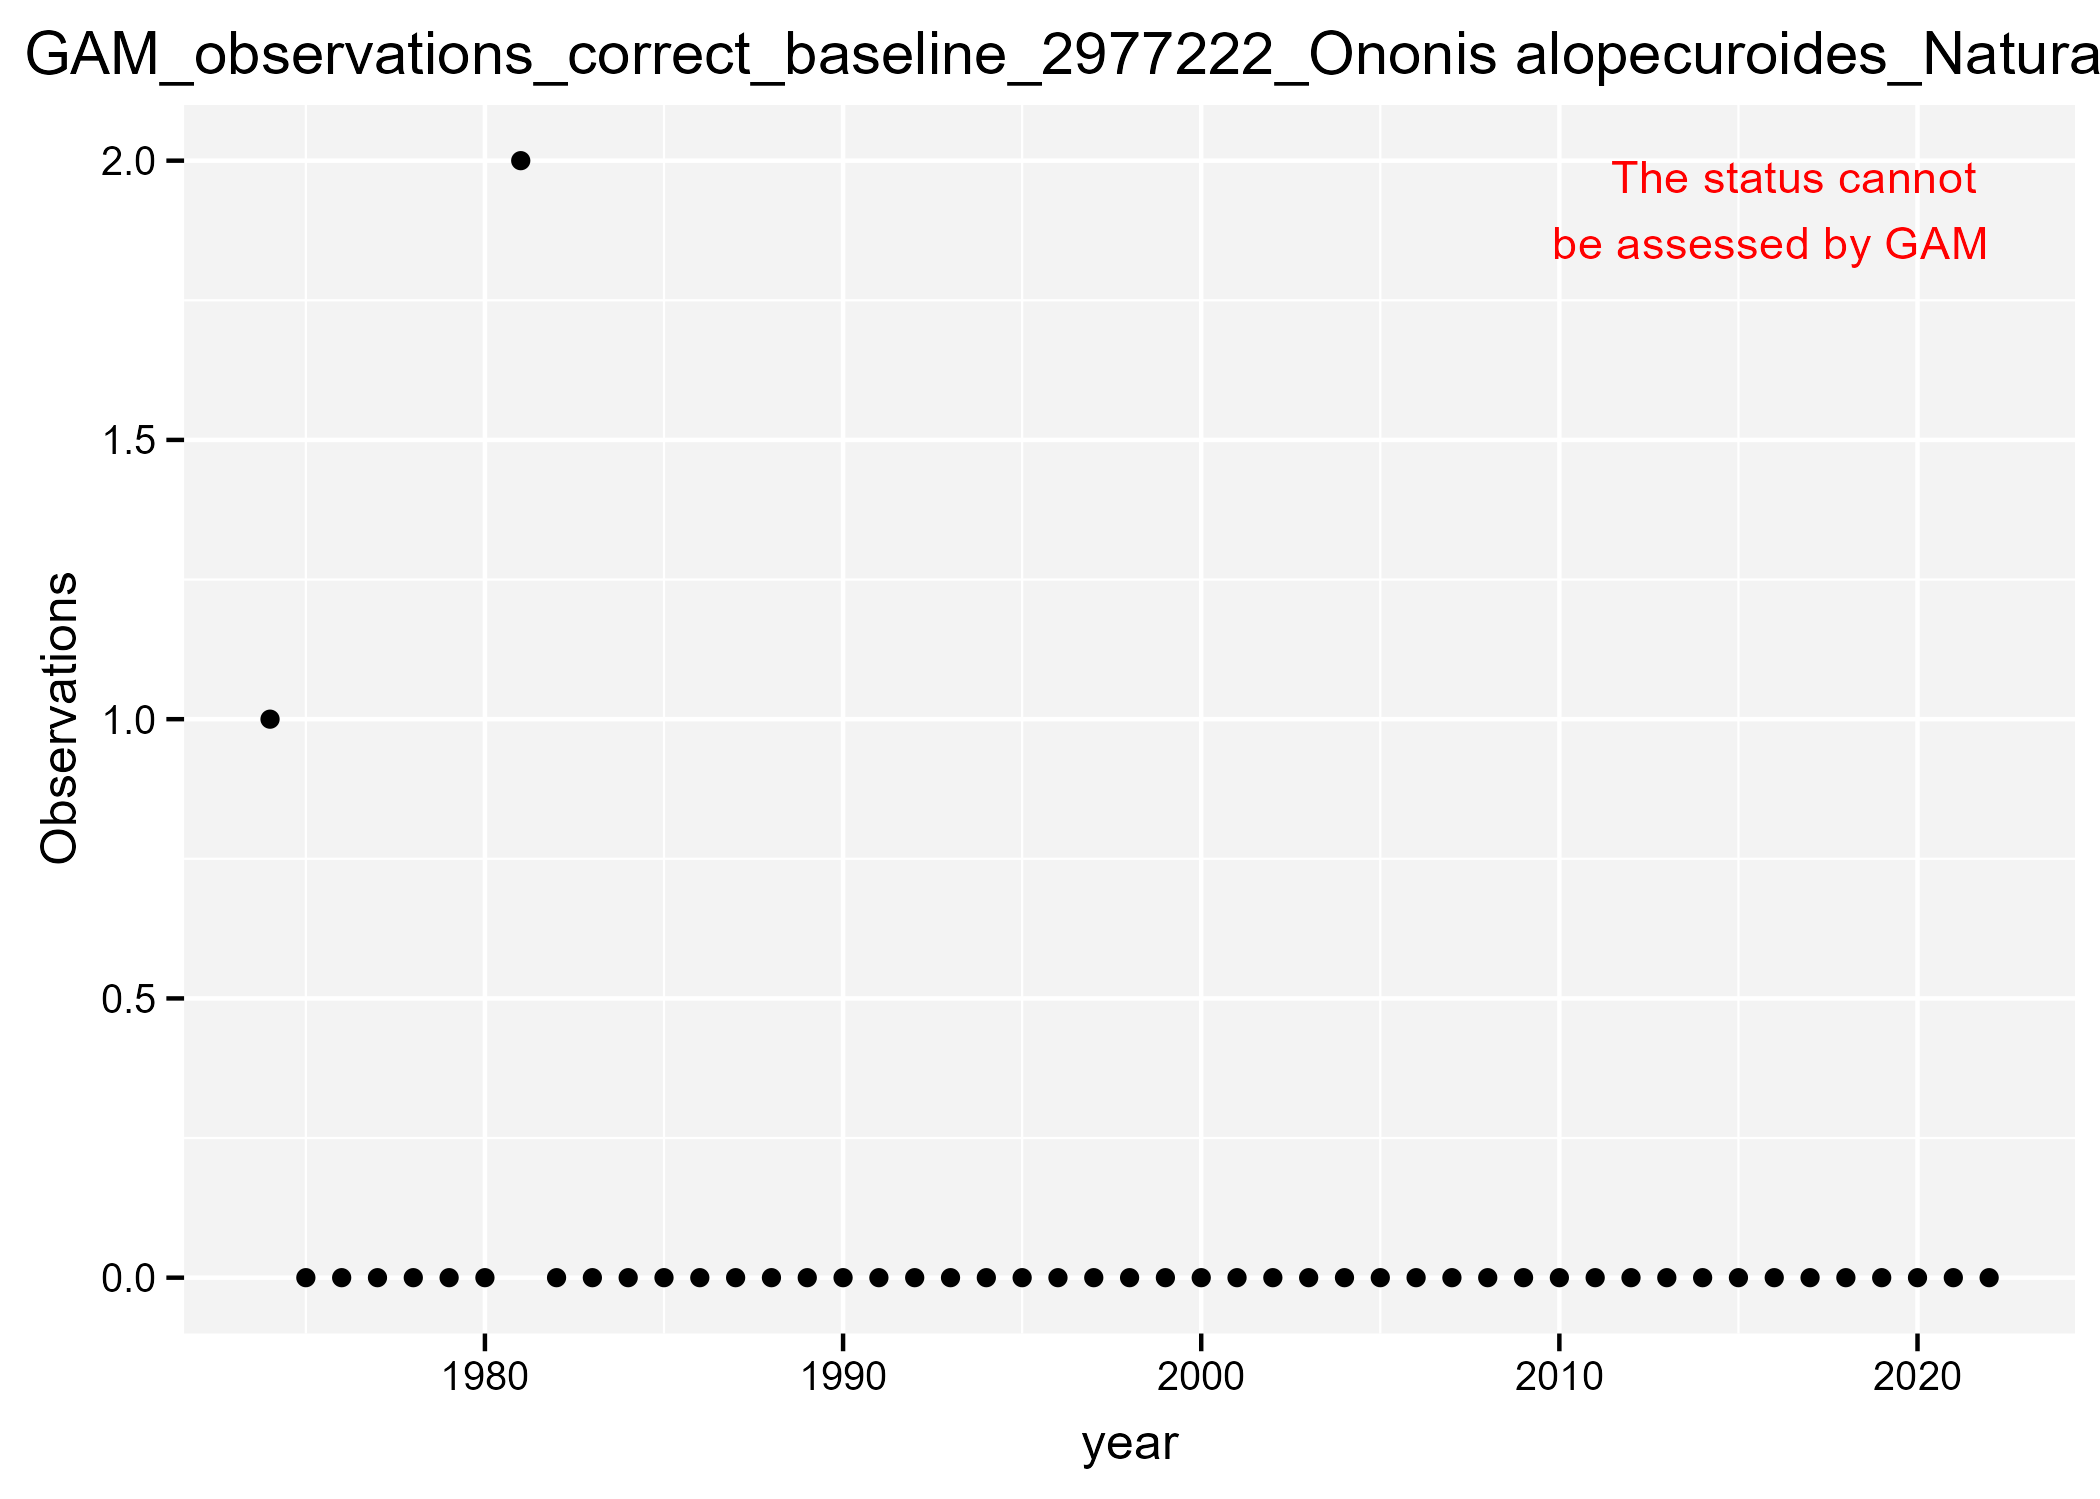 GAM_observations_correct_baseline_2977222_Ononis alopecuroides_Natura
The status cannot
be assessed by GAM
2.0
1.5
1.0
0.5
0.0
Observations
1980 1990 2000 2010 2020
year